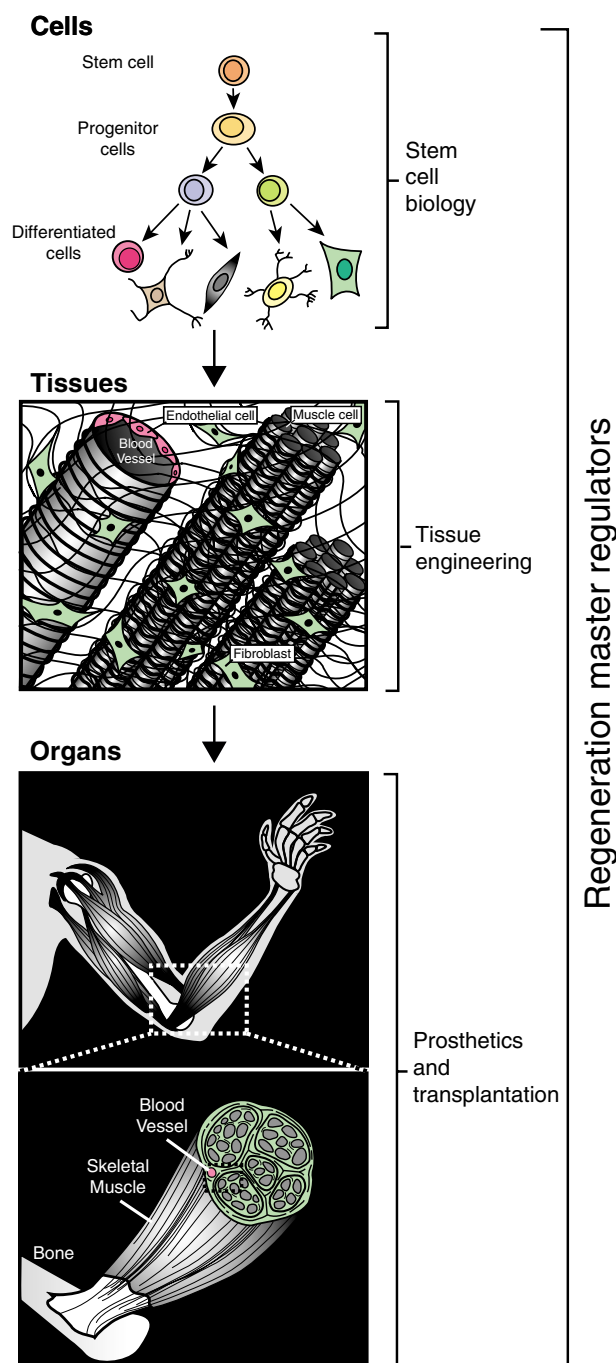 Cells
Stem cell
Progenitor
cells
Differentiated
cells
Stem
cell
biology
Tissues
Endothelial cell
Muscle cell
Blood
Vessel
Fibroblast
Tissue
engineering
Organs
Blood
Vessel
Skeletal
Muscle
Bone
Prosthetics
and
transplantation
Regeneration master regulators